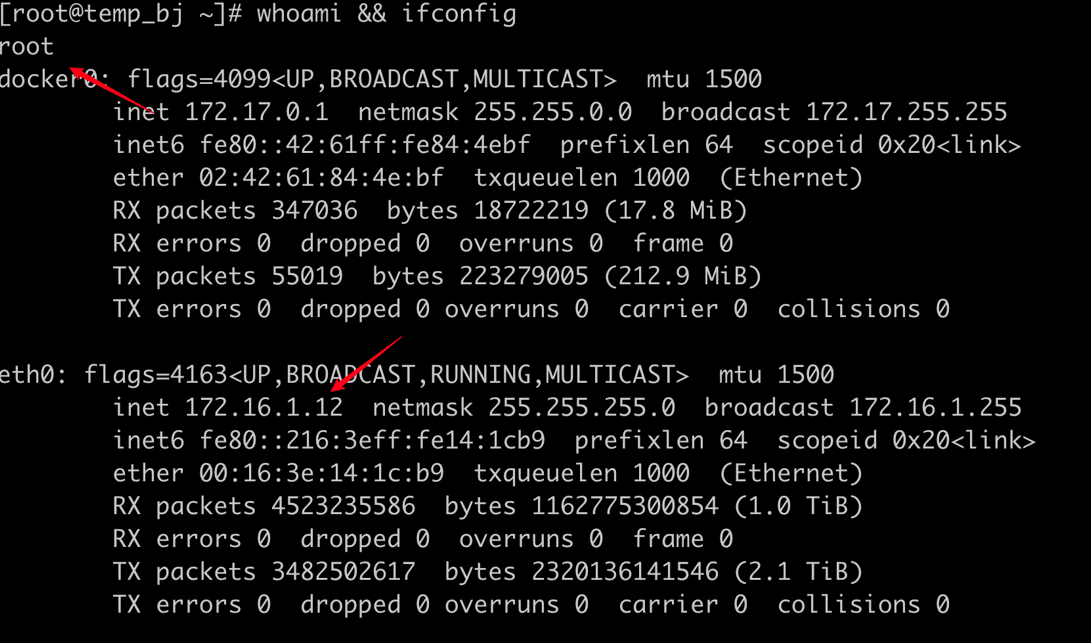 [root@temp_bj ~]# whoami && ifconfig
root
docker0: flags=4099<UP,BROADCAST,MULTICAST>  mtu 1500
        inet 172.17.0.1  netmask 255.255.0.0  broadcast 172.17.255.255
        inet6 fe80::42:61ff:fe84:4ebf  prefixlen 64  scopeid 0x20<link>
        ether 02:42:61:84:4e:bf  txqueuelen 1000  (Ethernet)
        RX packets 347036  bytes 18722219 (17.8 MiB)
        RX errors 0  dropped 0  overruns 0  frame 0
        TX packets 55019  bytes 223279005 (212.9 MiB)
        TX errors 0  dropped 0 overruns 0  carrier 0  collisions 0
eth0: flags=4163<UP,BROADCAST,RUNNING,MULTICAST>  mtu 1500
        inet 172.16.1.12  netmask 255.255.255.0  broadcast 172.16.1.255
        inet6 fe80::216:3eff:fe14:1cb9  prefixlen 64  scopeid 0x20<link>
        ether 00:16:3e:14:1c:b9  txqueuelen 1000  (Ethernet)
        RX packets 4523235586  bytes 1162775300854 (1.0 TiB)
        RX errors 0  dropped 0  overruns 0  frame 0
        TX packets 3482502617  bytes 2320136141546 (2.1 TiB)
        TX errors 0  dropped 0 overruns 0  carrier 0  collisions 0